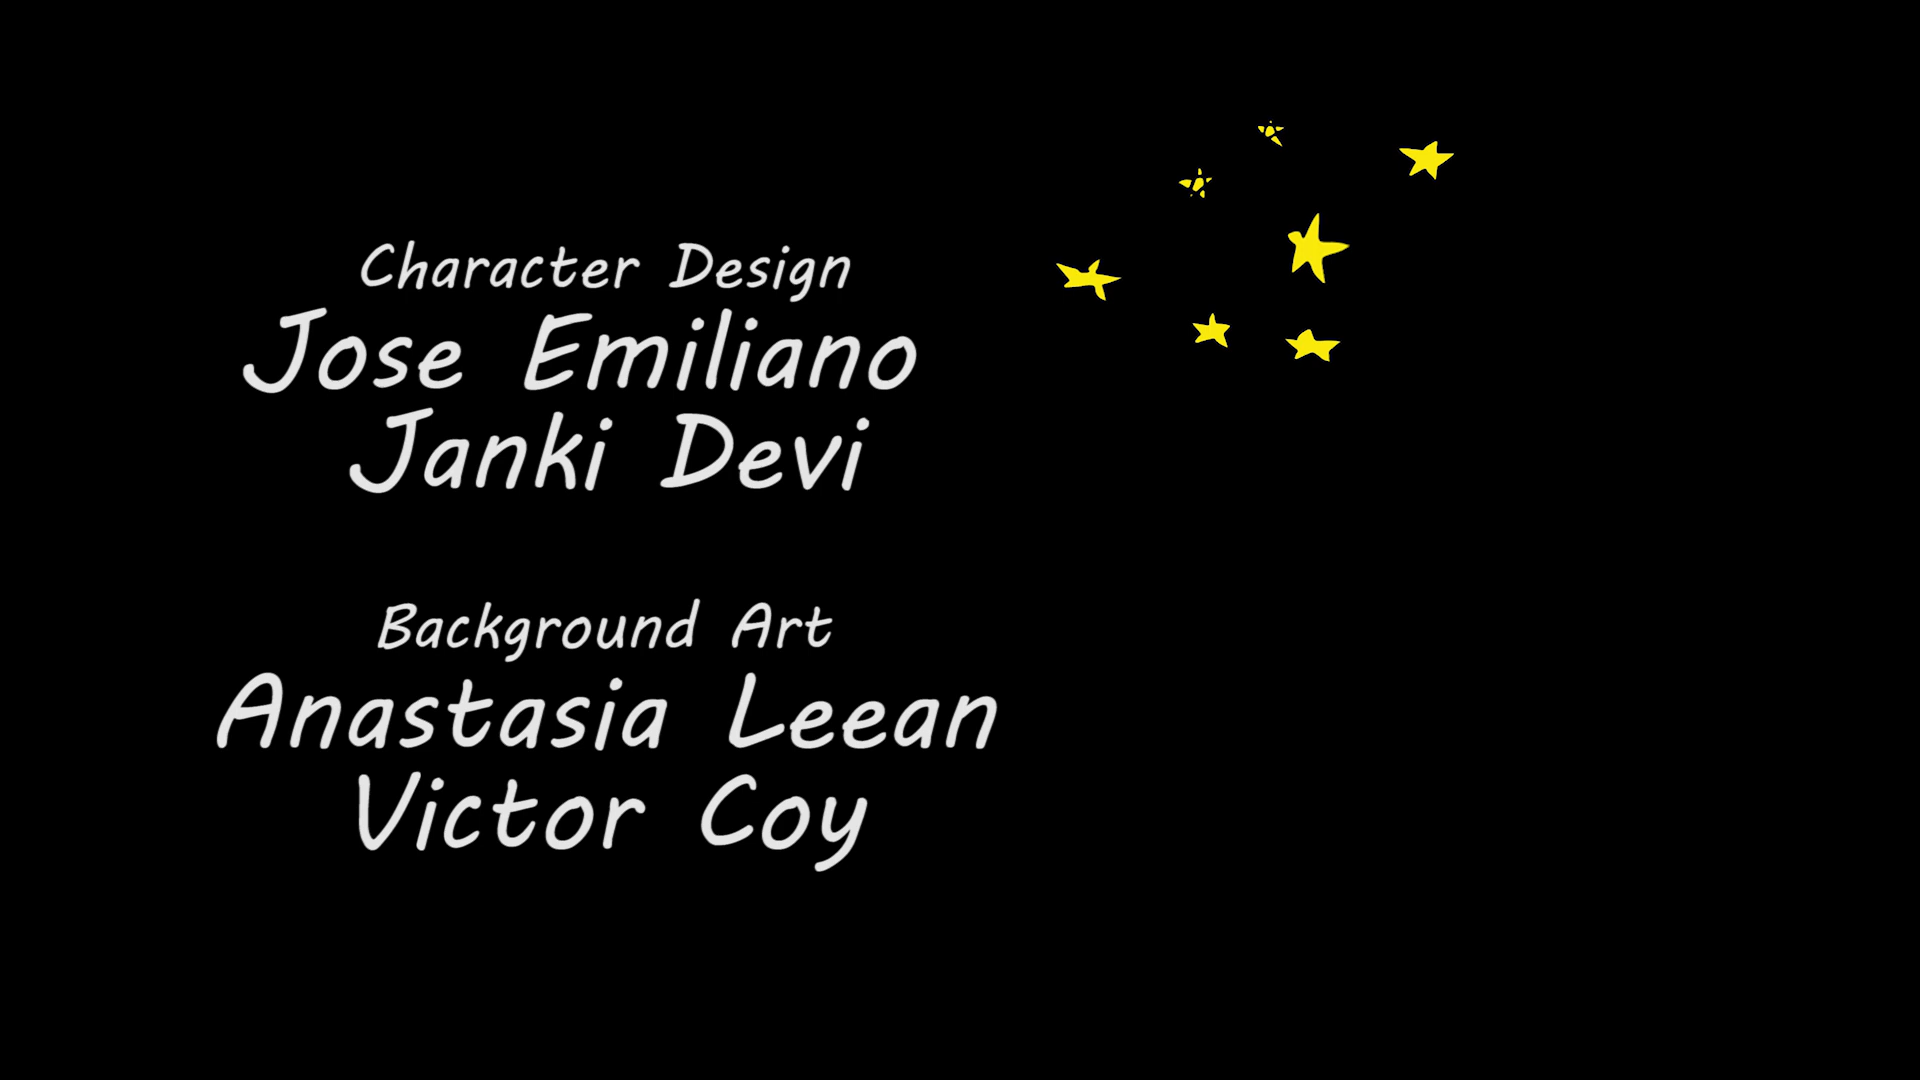 Character Design
Jose Emiliano
Janki Devi
Background Art
Anastasia Leean
Victor Coy